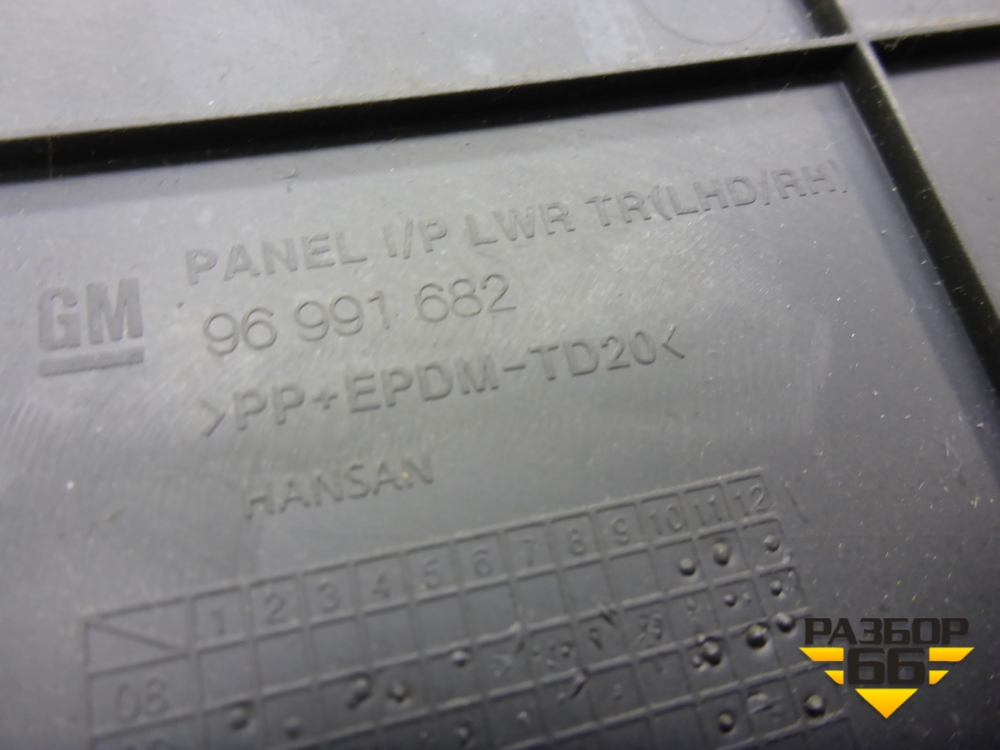 PANEL I/P LWR TR(LHD/RH)
GM
96 991 682
>PP+EPDM-TD20<
HANSAN
1 2 3 4 5 6 7 8 9 10 11 12
08
РАЗБОР
66